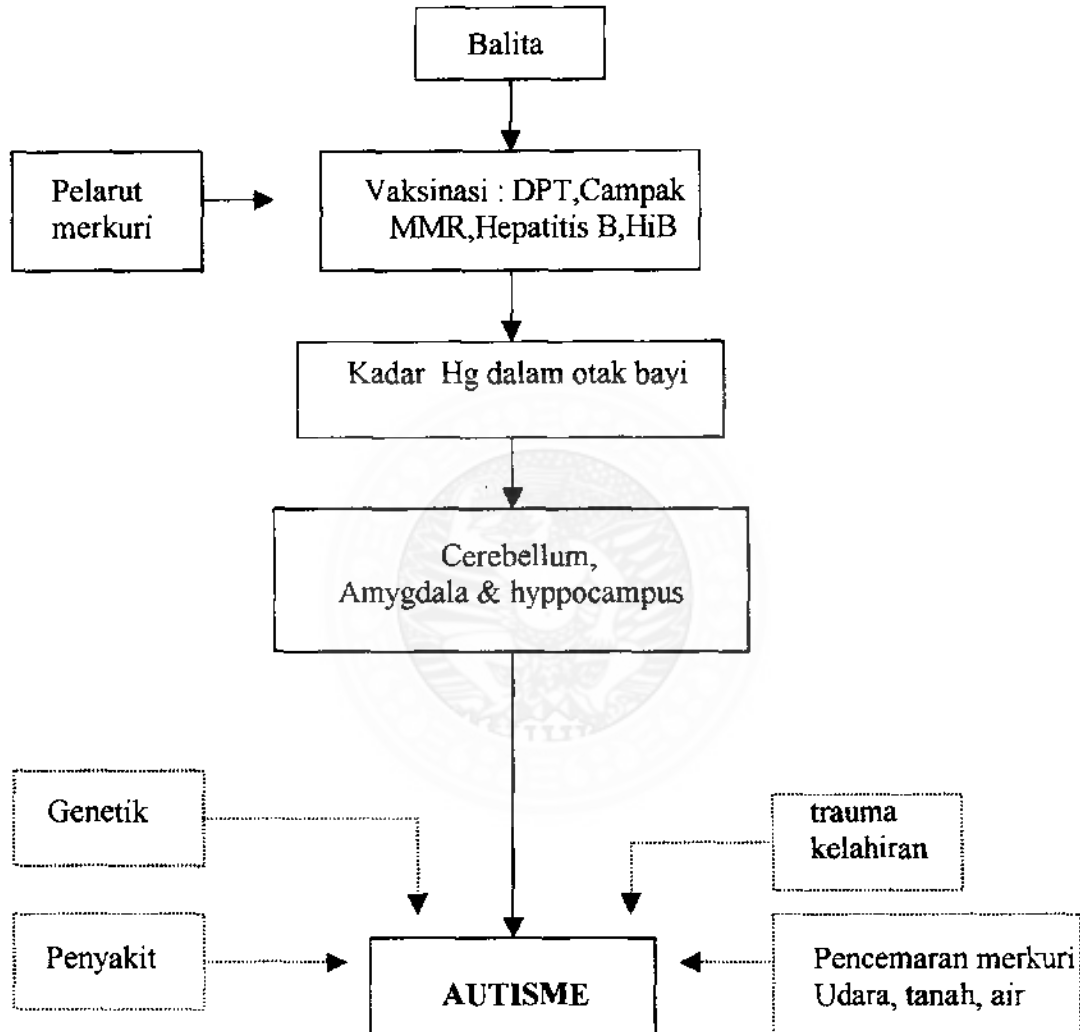 Balita
Pelarut
merkuri
Vaksinasi : DPT,Campak
MMR,Hepatitis B,HiB
Kadar Hg dalam otak bayi
Cerebellum,
Amygdala & hyppocampus
Genetik
trauma
kelahiran
Penyakit
AUTISME
Pencemaran merkuri
Udara, tanah, air